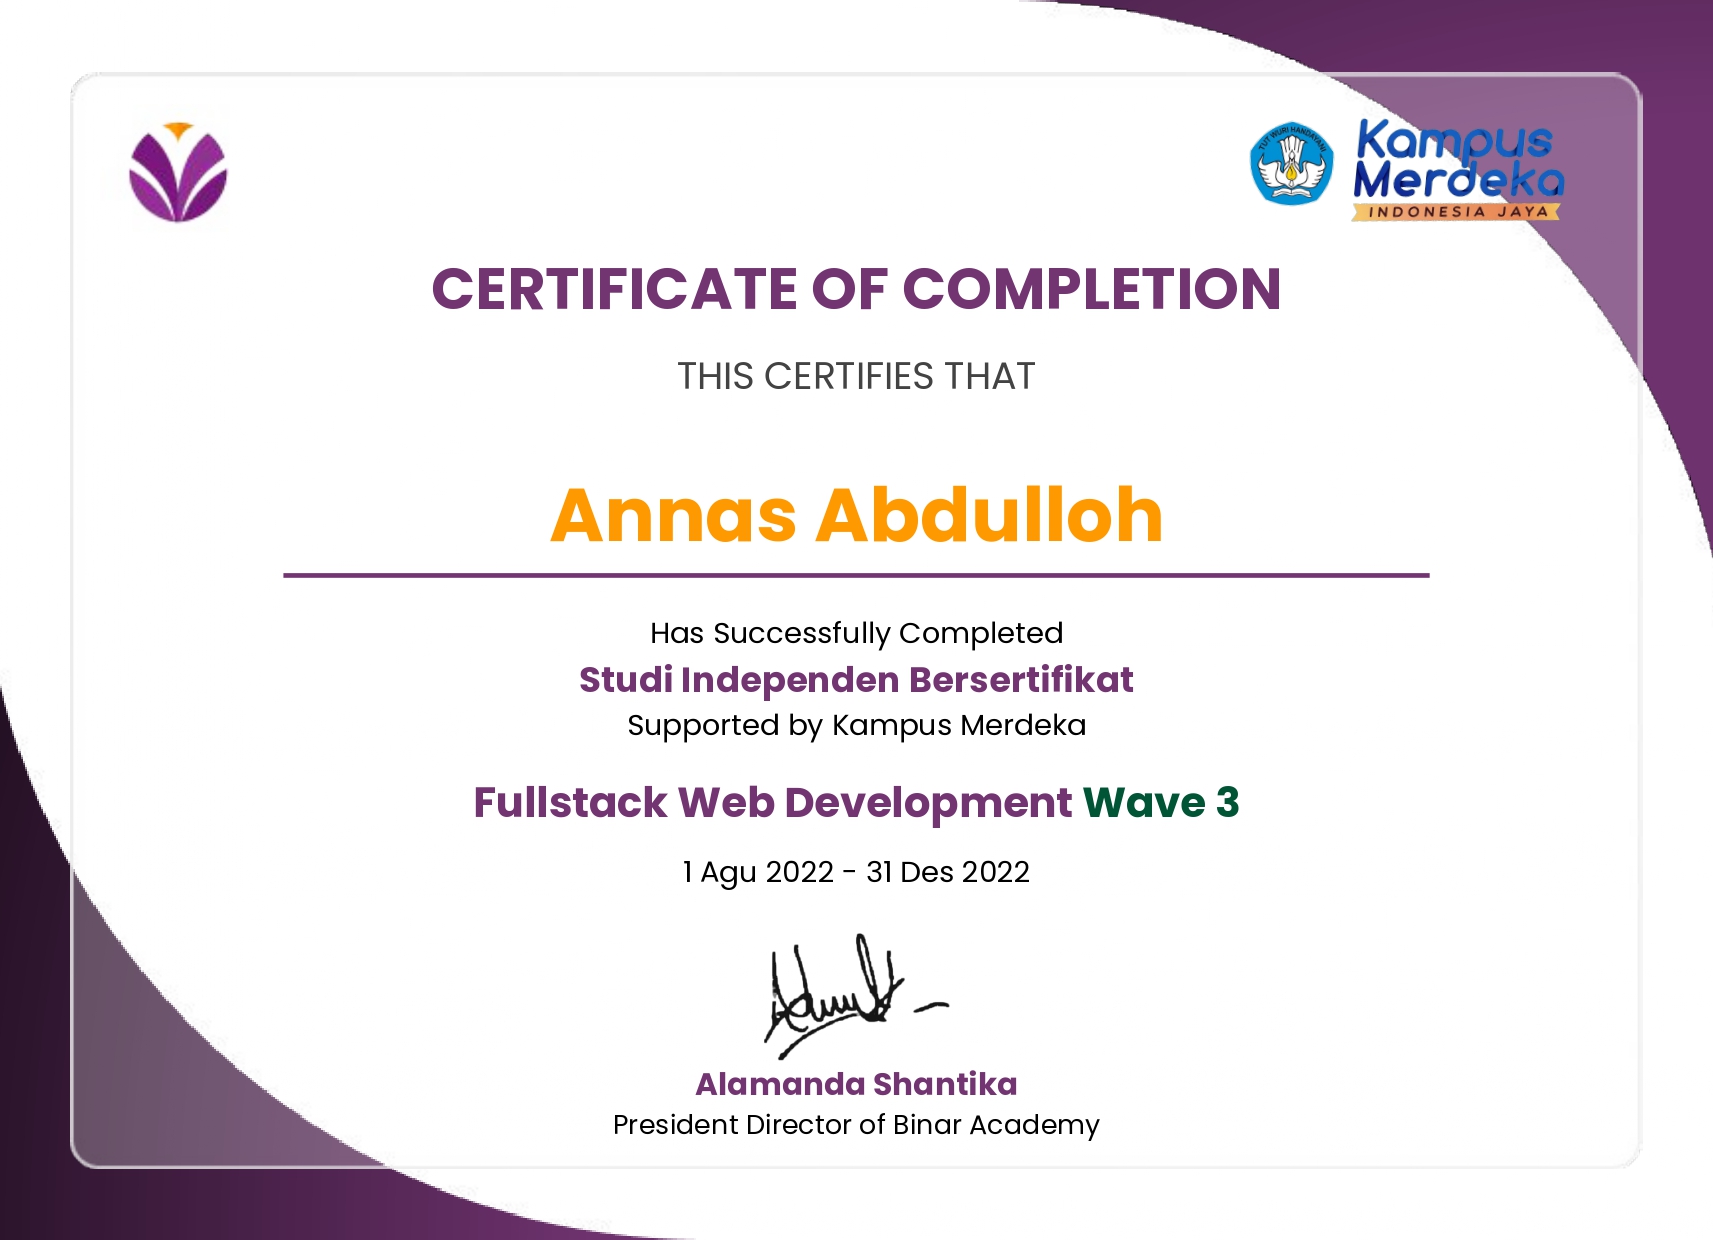 TUT WURI HANDAYANI
Kampus
Merdeka
INDONESIA JAYA
CERTIFICATE OF COMPLETION
THIS CERTIFIES THAT
Annas Abdulloh
Has Successfully Completed
Studi Independen Bersertifikat
Supported by Kampus Merdeka
Fullstack Web Development Wave 3
1 Agu 2022 - 31 Des 2022
Alamanda Shantika
President Director of Binar Academy